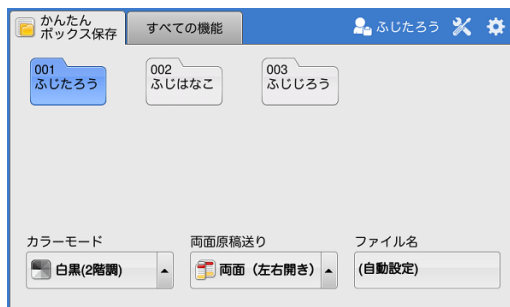 かんたん
ボックス保存
すべての機能
ふじたろう
001
ふじたろう
002
ふじはなこ
003
ふじじろう
カラーモード
両面原稿送り
ファイル名
白黒(2階調)
両面（左右開き）
(自動設定)